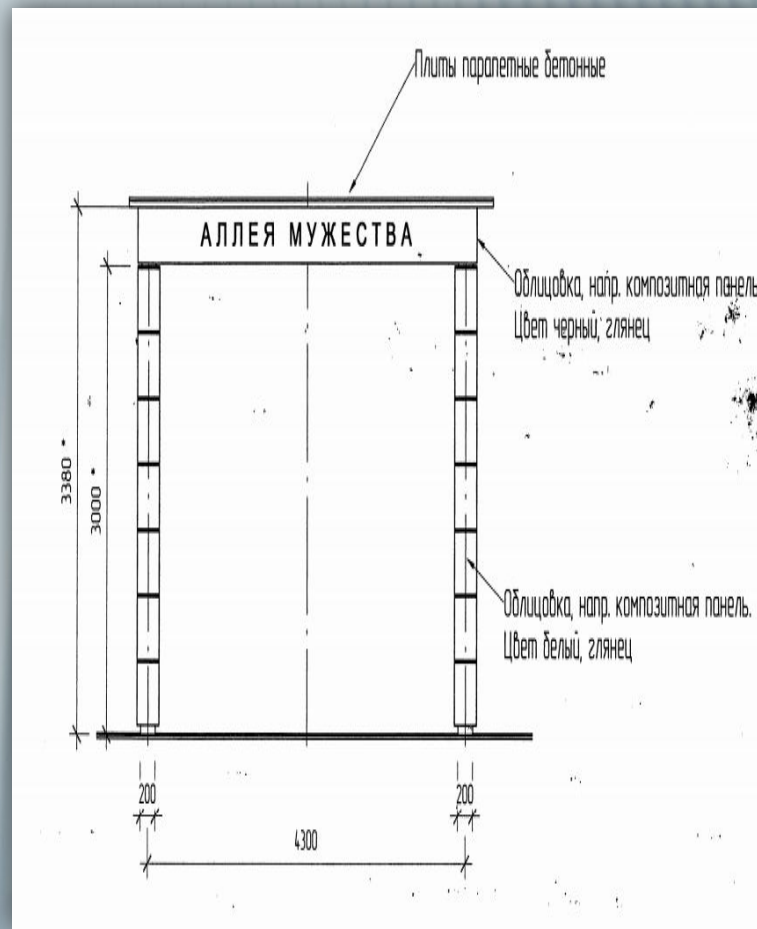 Плиты парапетные бетонные
АЛЛЕЯ МУЖЕСТВА
Облицовка, напр. композитная панель
Цвет черный, глянец
3380 *
3000 *
Облицовка, напр. композитная панель.
Цвет белый, глянец
200
200
4300